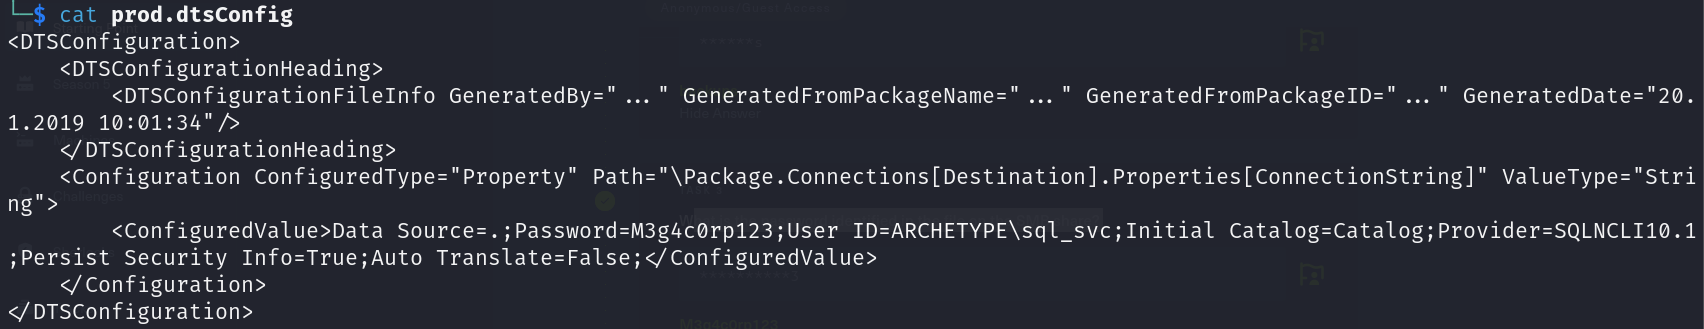 └─$ cat prod.dtsConfig
<DTSConfiguration>
    <DTSConfigurationHeading>
        <DTSConfigurationFileInfo GeneratedBy="..." GeneratedFromPackageName="..." GeneratedFromPackageID="..." GeneratedDate="20.
1.2019 10:01:34"/>
    </DTSConfigurationHeading>
    <Configuration ConfiguredType="Property" Path="\Package.Connections[Destination].Properties[ConnectionString]" ValueType="Stri
ng">
        <ConfiguredValue>Data Source=.;Password=M3g4c0rp123;User ID=ARCHETYPE\sql_svc;Initial Catalog=Catalog;Provider=SQLNCLI10.1
;Persist Security Info=True;Auto Translate=False;</ConfiguredValue>
    </Configuration>
</DTSConfiguration>